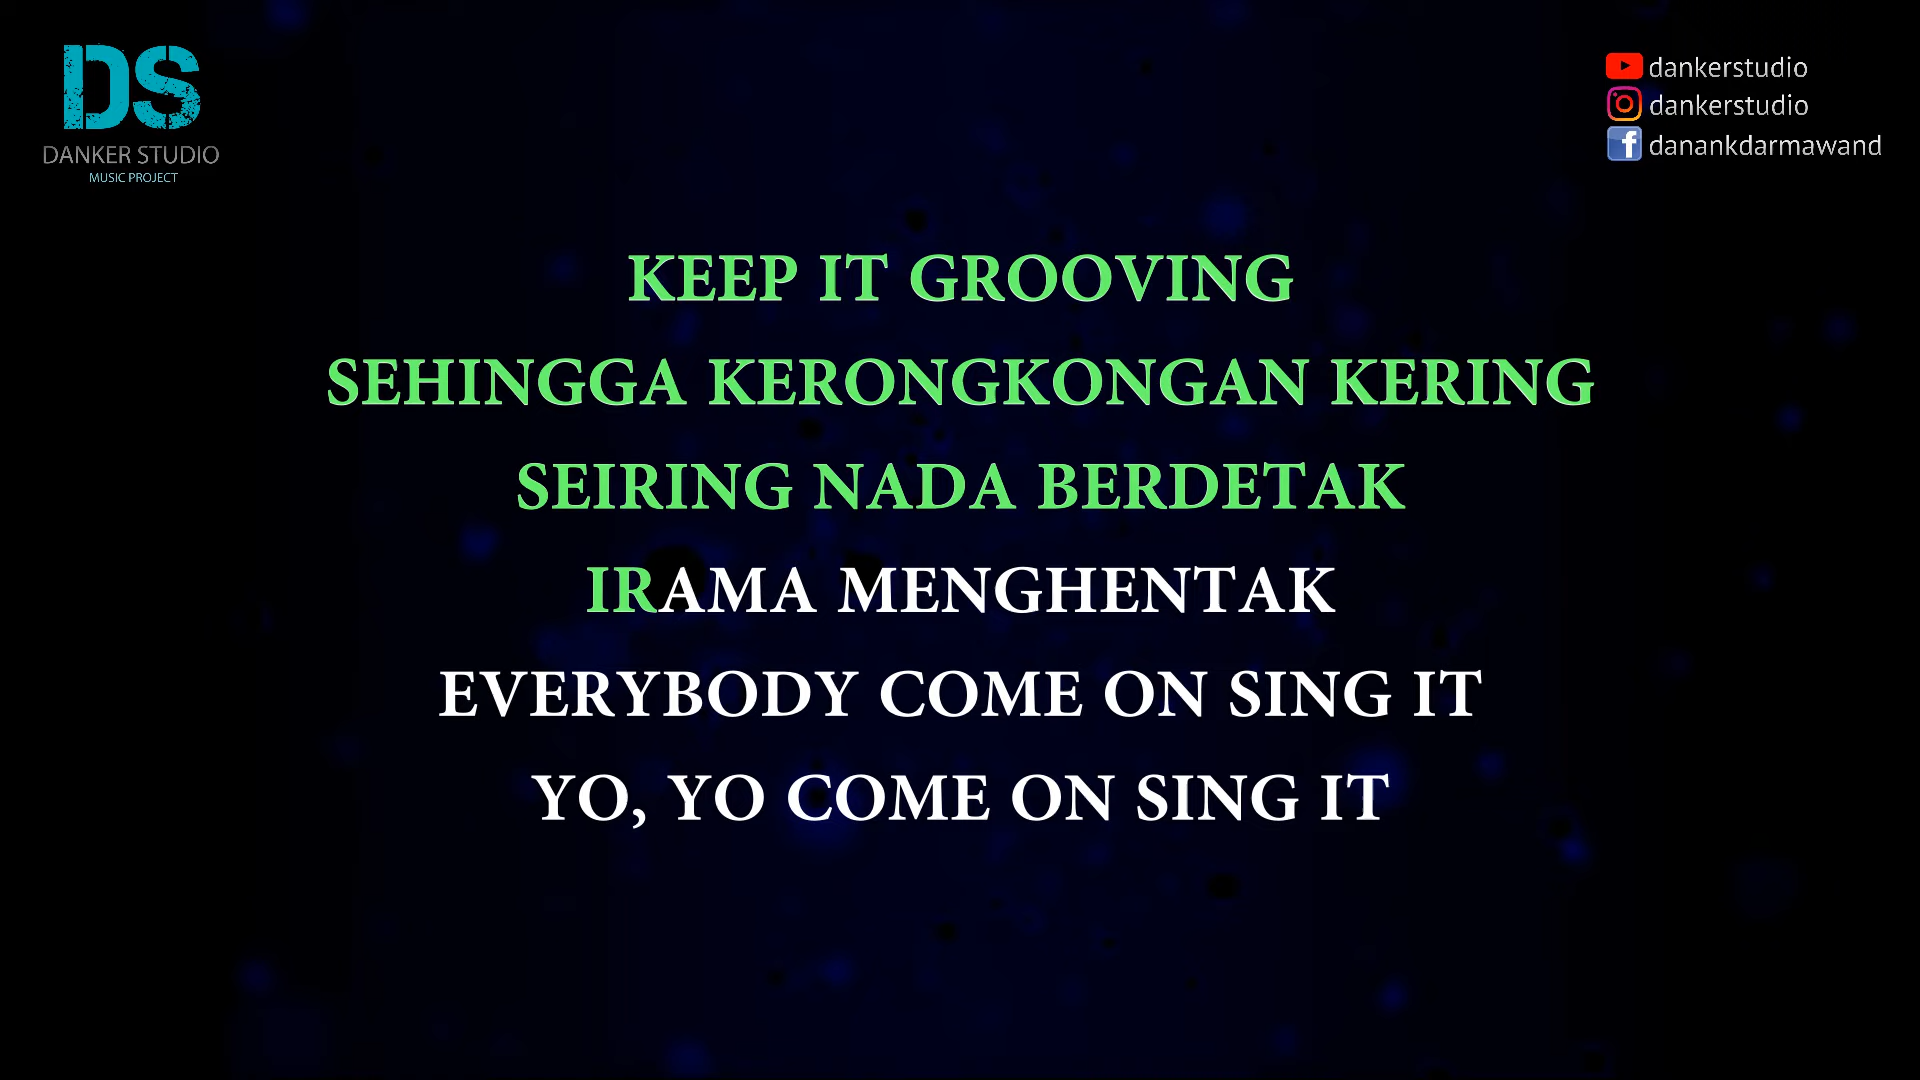 DS
DANKER STUDIO
MUSIC PROJECT
dankerstudio
dankerstudio
f danankdarmawand
KEEP IT GROOVING
SEHINGGA KERONGKONGAN KERING
SEIRING NADA BERDETAK
IRAMA MENGHENTAK
EVERYBODY COME ON SING IT
YO, YO COME ON SING IT